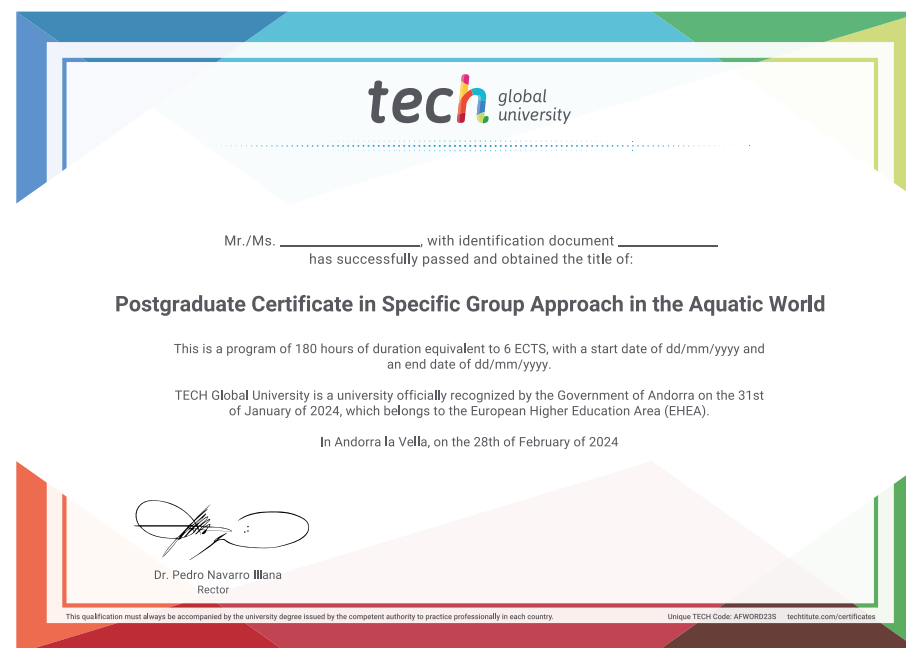 tech global university
Mr./Ms. ____________________, with identification document ______________
has successfully passed and obtained the title of:
Postgraduate Certificate in Specific Group Approach in the Aquatic World
This is a program of 180 hours of duration equivalent to 6 ECTS, with a start date of dd/mm/yyyy and
an end date of dd/mm/yyyy.
TECH Global University is a university officially recognized by the Government of Andorra on the 31st
of January of 2024, which belongs to the European Higher Education Area (EHEA).
In Andorra la Vella, on the 28th of February of 2024
Dr. Pedro Navarro Illana
Rector
This qualification must always be accompanied by the university degree issued by the competent authority to practice professionally in each country.
Unique TECH Code: AFWORD23S techtitute.com/certificates